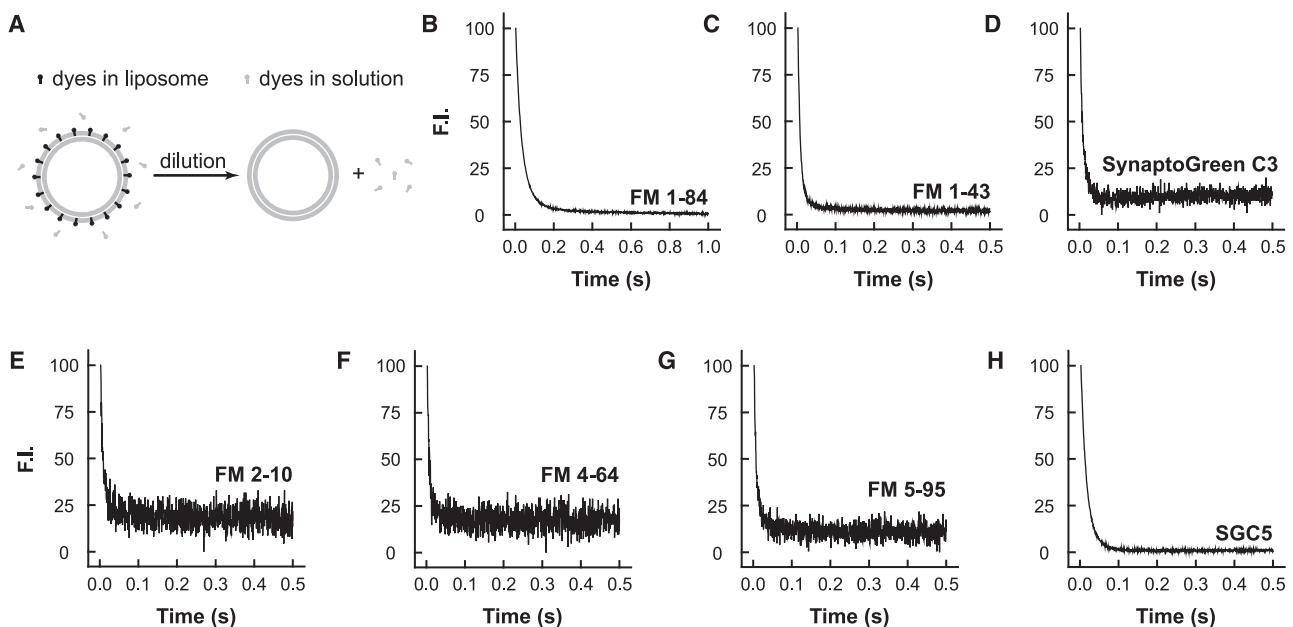 A
dyes in liposome
dyes in solution
dilution
+
B
F.I.
100
75
50
25
0
FM 1-84
0.0 0.2 0.4 0.6 0.8 1.0
Time (s)
C
100
75
50
25
0
FM 1-43
0.0 0.1 0.2 0.3 0.4 0.5
Time (s)
D
100
75
50
25
0
SynaptoGreen C3
0.0 0.1 0.2 0.3 0.4 0.5
Time (s)
E
F.I.
100
75
50
25
0
FM 2-10
0.0 0.1 0.2 0.3 0.4 0.5
Time (s)
F
100
75
50
25
0
FM 4-64
0.0 0.1 0.2 0.3 0.4 0.5
Time (s)
G
100
75
50
25
0
FM 5-95
0.0 0.1 0.2 0.3 0.4 0.5
Time (s)
H
100
75
50
25
0
SGC5
0.0 0.1 0.2 0.3 0.4 0.5
Time (s)